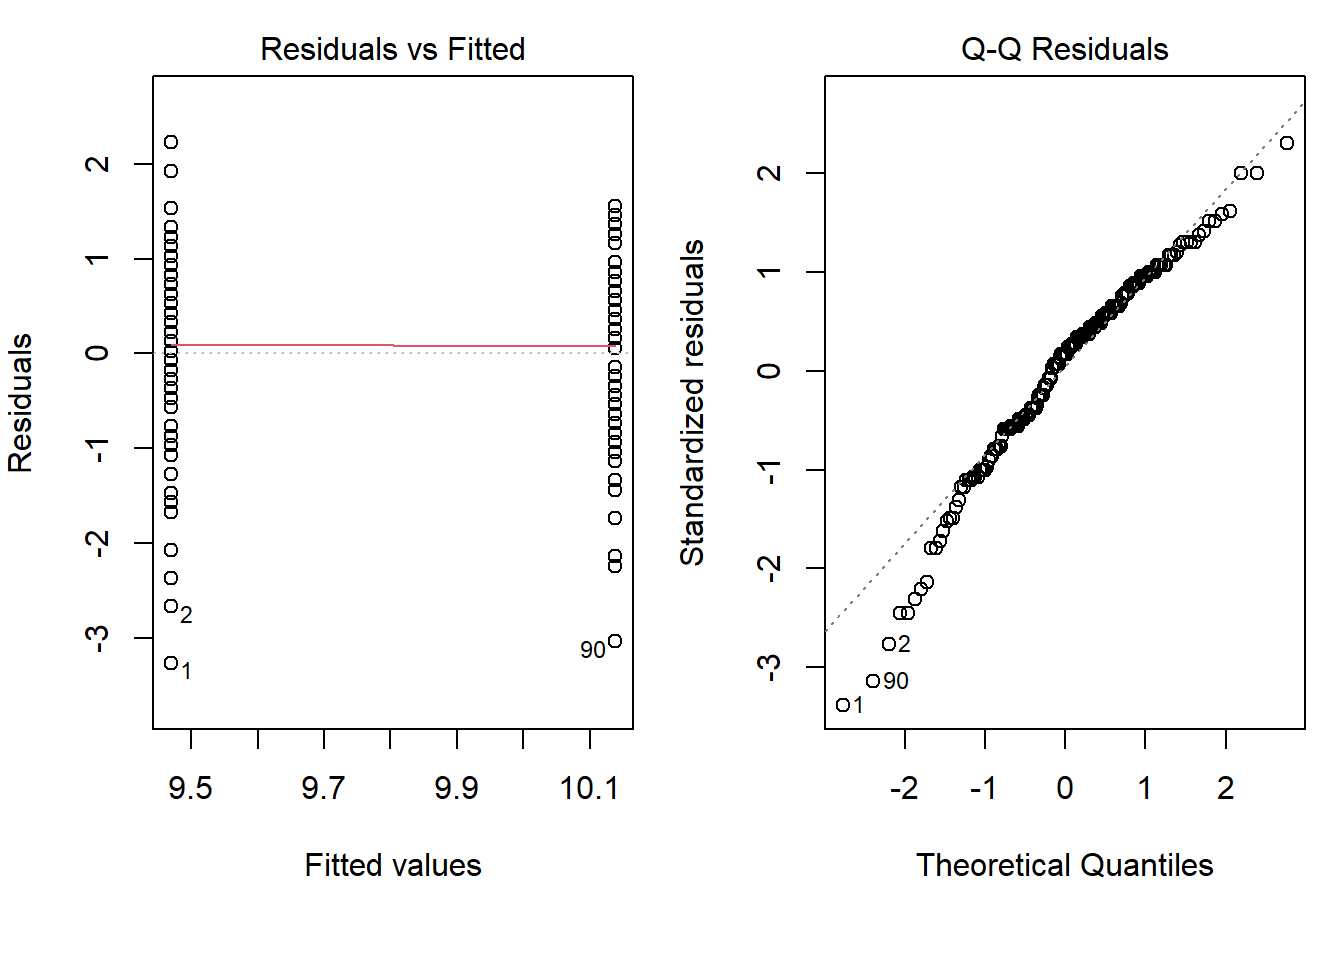 Residuals vs Fitted
Residuals
2
1
0
-1
-2
-3
2
1
90
9.5 9.7 9.9 10.1
Fitted values
Q-Q Residuals
Standardized residuals
2
1
0
-1
-2
-3
2
90
1
-2 -1 0 1 2
Theoretical Quantiles